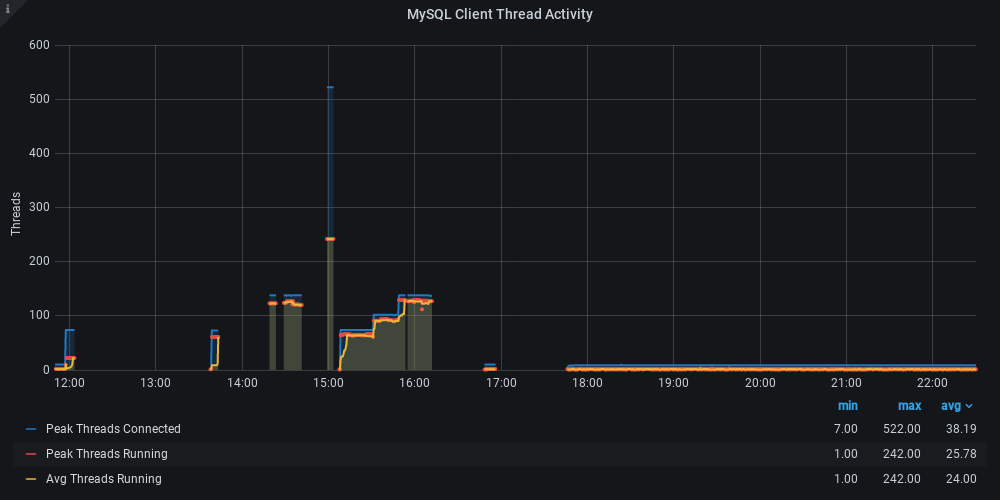 i
MySQL Client Thread Activity
Threads
600
500
400
300
200
100
0
12:00 13:00 14:00 15:00 16:00 17:00 18:00 19:00 20:00 21:00 22:00
min max avg
Peak Threads Connected 7.00 522.00 38.19
Peak Threads Running 1.00 242.00 25.78
Avg Threads Running 1.00 242.00 24.00